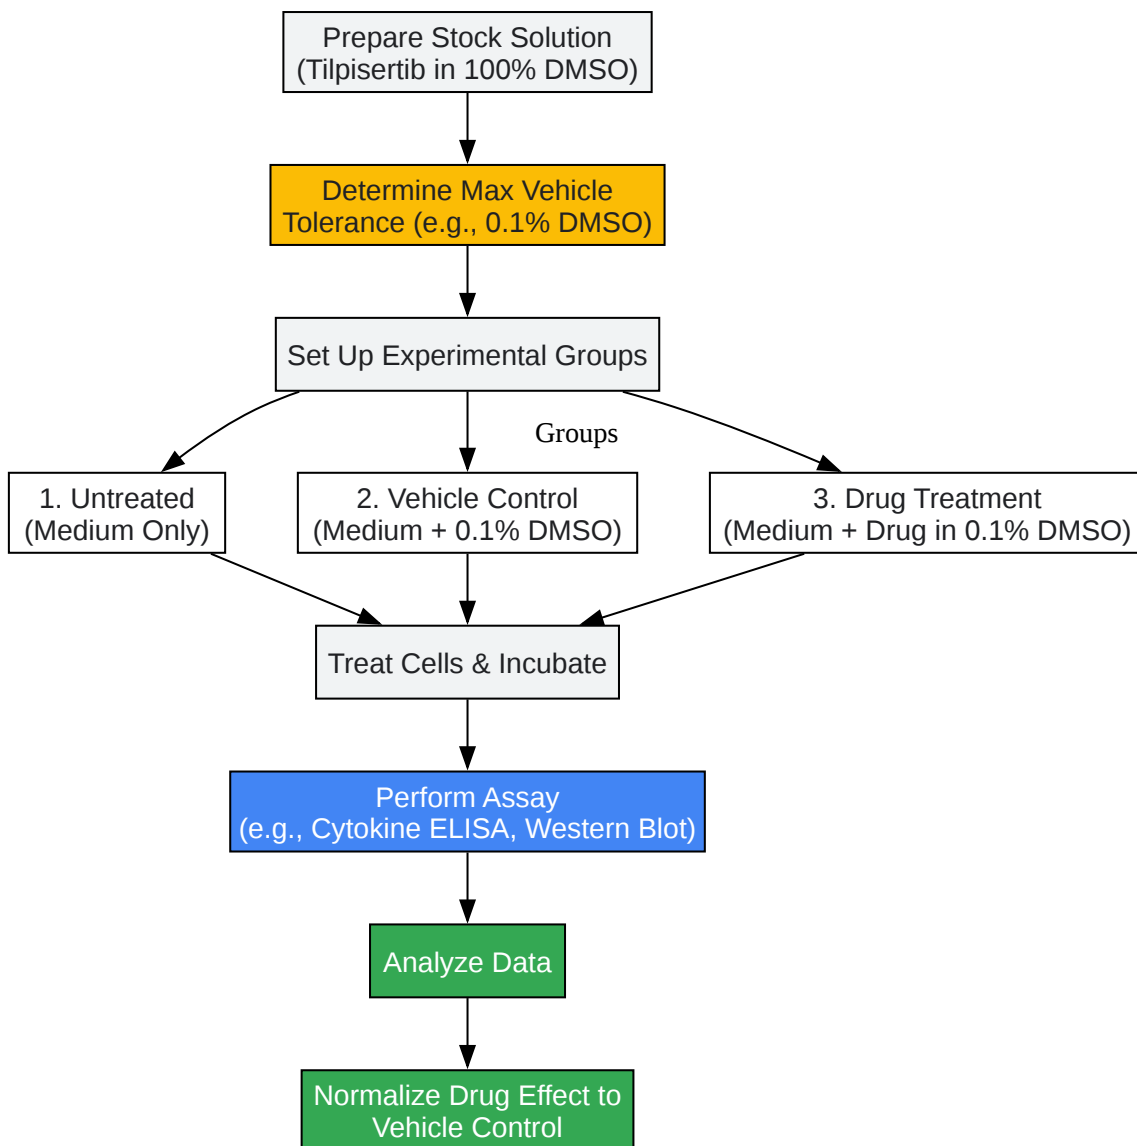 Prepare Stock Solution
(Tilpisertib in 100% DMSO)
Determine Max Vehicle
Tolerance (e.g., 0.1% DMSO)
Set Up Experimental Groups
Groups
1. Untreated
(Medium Only)
2. Vehicle Control
(Medium + 0.1% DMSO)
3. Drug Treatment
(Medium + Drug in 0.1% DMSO)
Treat Cells & Incubate
Perform Assay
(e.g., Cytokine ELISA, Western Blot)
Analyze Data
Normalize Drug Effect to
Vehicle Control